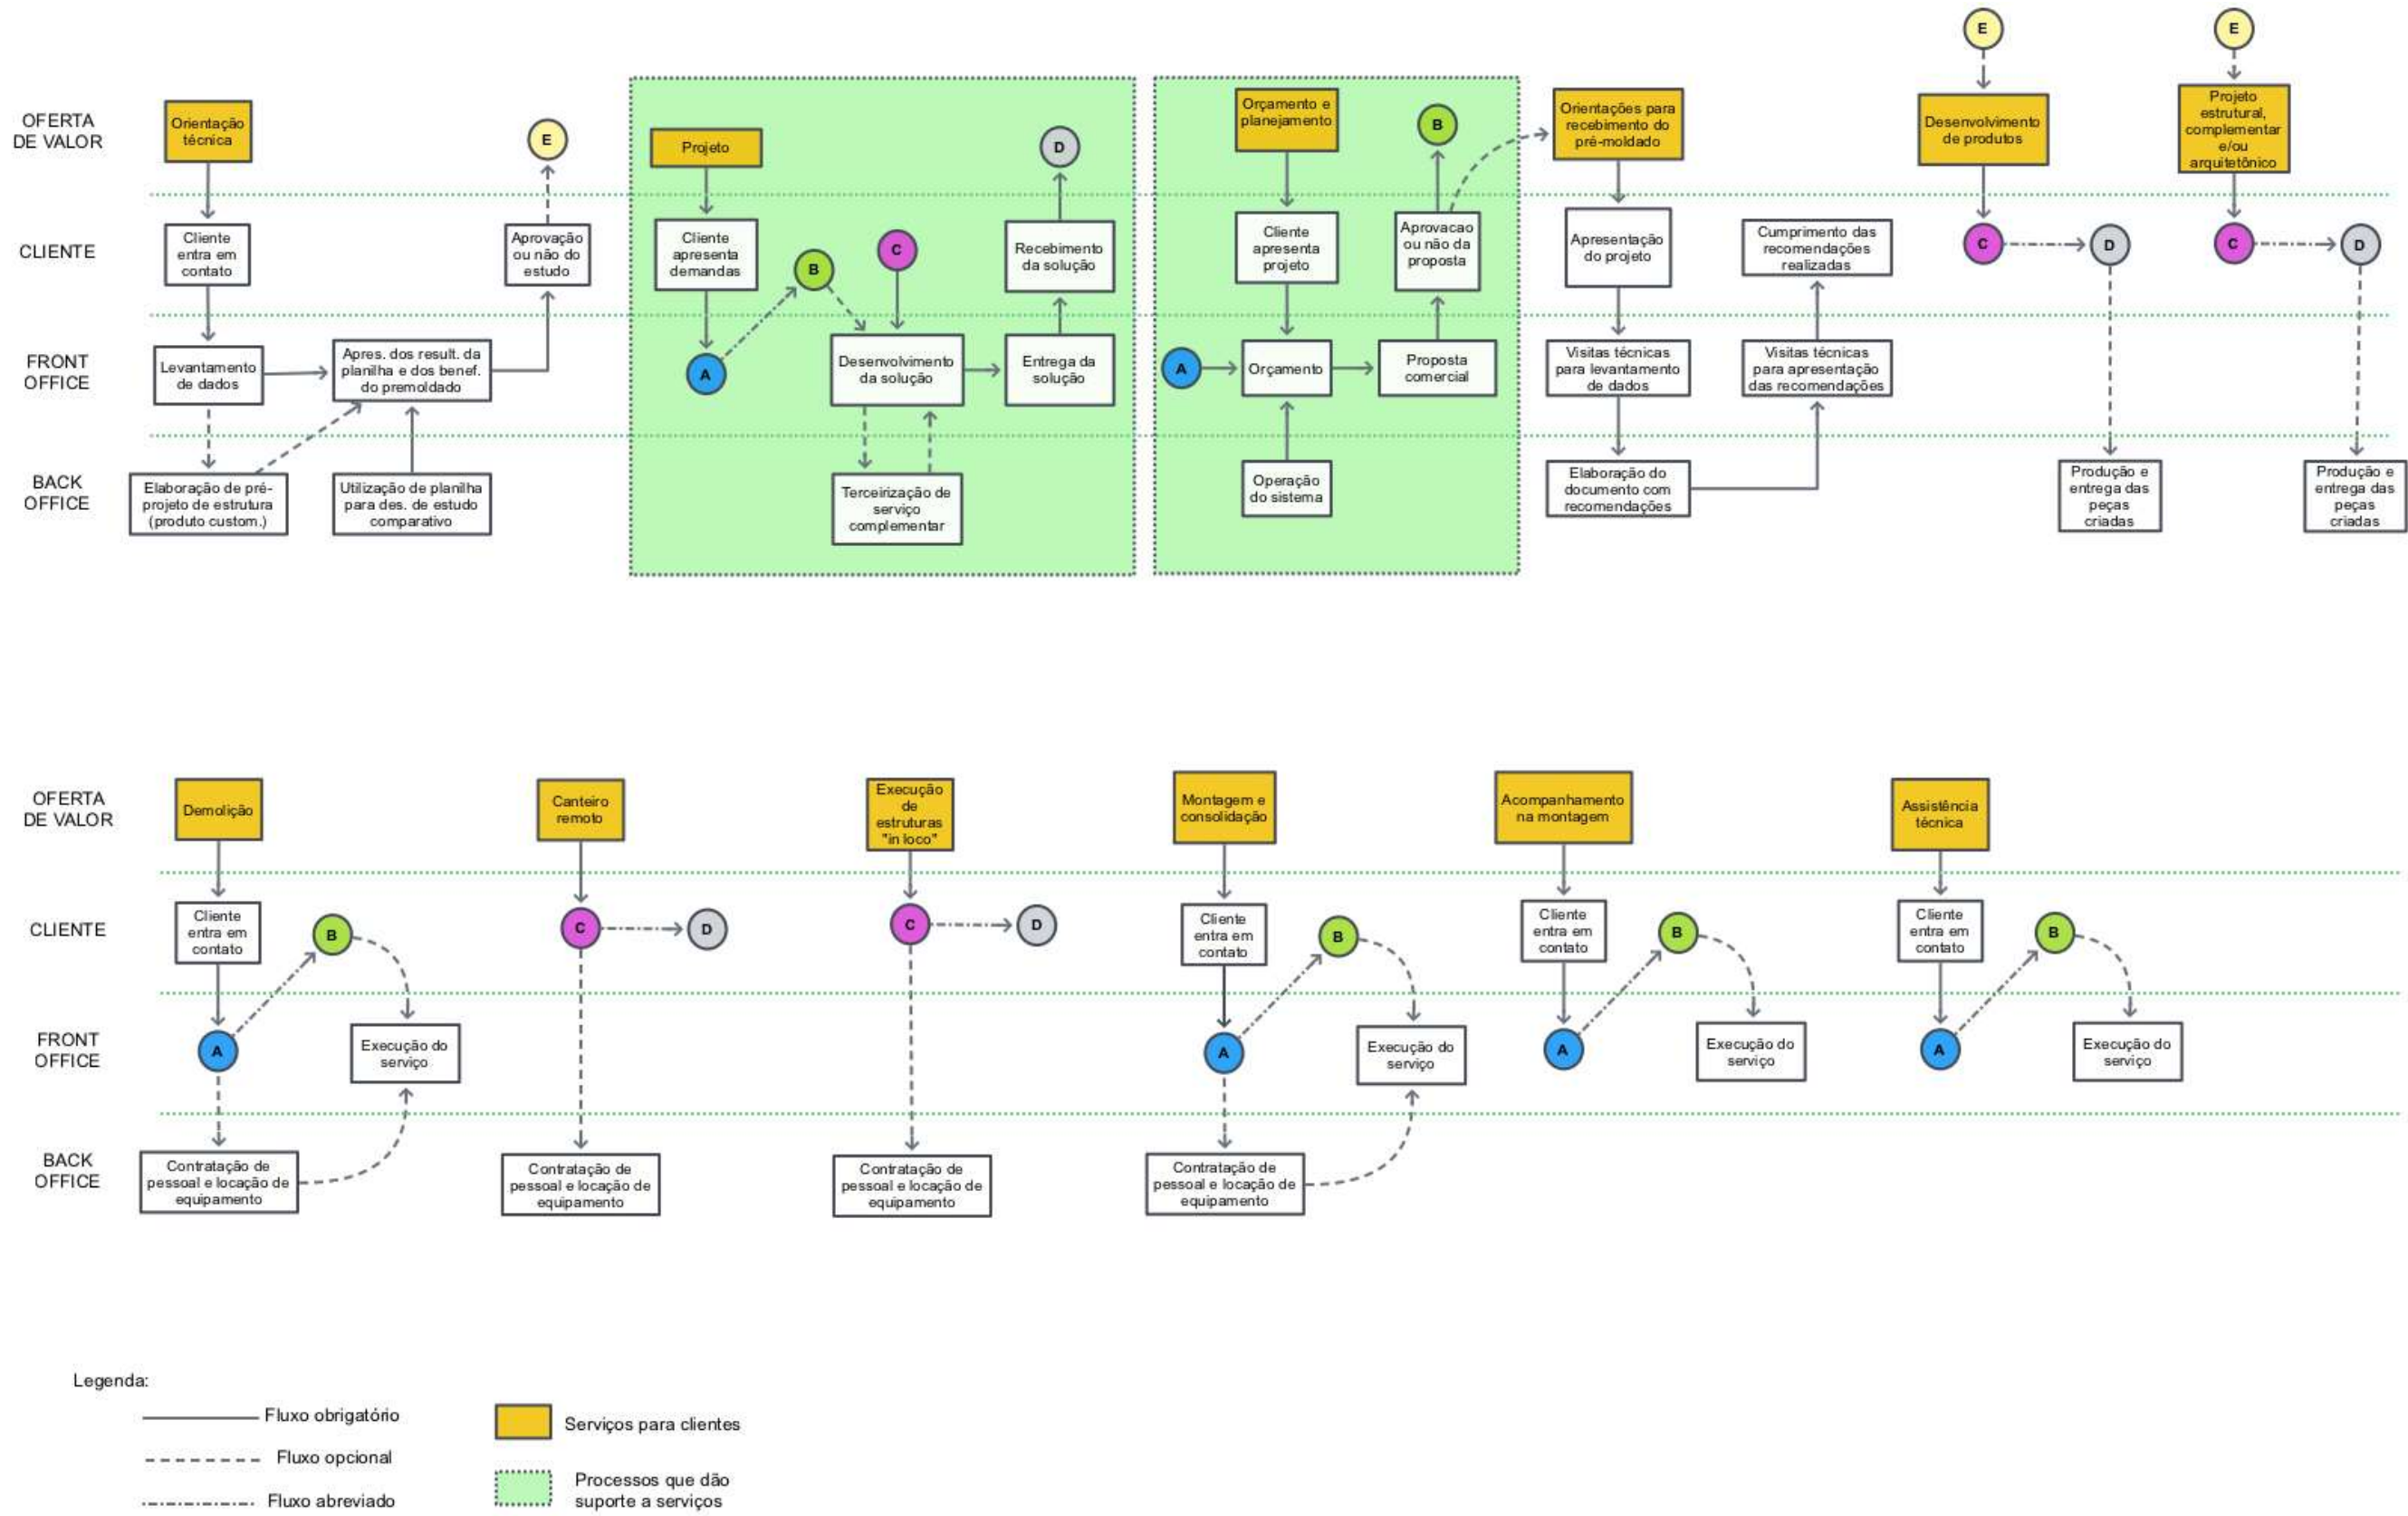 E
E
OFERTA
DE VALOR
Orientação
técnica
E
Projeto
D
Orçamento e
planejamento
B
Orientações para
recebimento do
pré-moldado
Desenvolvimento
de produtos
Projeto
estrutural,
complementar
e/ou
arquitetônico
CLIENTE
Cliente
entra em
contato
Aprovação
ou não do
estudo
Cliente
apresenta
demandas
B
C
Recebimento
da solução
Cliente
apresenta
projeto
Aprovacao
ou não da
proposta
Apresentação
do projeto
Cumprimento das
recomendações
realizadas
C
D
C
D
FRONT
OFFICE
Levantamento
de dados
Apres. dos result. da
planilha e dos benef.
do premoldado
A
Desenvolvimento
da solução
Entrega da
solução
A
Orçamento
Proposta
comercial
Visitas técnicas
para levantamento
de dados
Visitas técnicas
para apresentação
das recomendações
BACK
OFFICE
Elaboração de pré-
projeto de estrutura
(produto custom.)
Utilização de planilha
para des. de estudo
comparativo
Terceirização de
serviço
complementar
Operação
do sistema
Elaboração do
documento com
recomendações
Produção e
entrega das
peças
criadas
Produção e
entrega das
peças
criadas
OFERTA
DE VALOR
Demolição
Canteiro
remoto
Execução
de
estruturas
"in loco"
Montagem e
consolidação
Acompanhamento
na montagem
Assistência
técnica
CLIENTE
Cliente
entra em
contato
B
C
D
C
D
Cliente
entra em
contato
B
Cliente
entra em
contato
B
Cliente
entra em
contato
B
FRONT
OFFICE
A
Execução do
serviço
A
Execução do
serviço
A
Execução do
serviço
A
Execução do
serviço
BACK
OFFICE
Contratação de
pessoal e locação de
equipamento
Contratação de
pessoal e locação de
equipamento
Contratação de
pessoal e locação de
equipamento
Contratação de
pessoal e locação de
equipamento
Legenda:
Fluxo obrigatório
Fluxo opcional
Fluxo abreviado
Serviços para clientes
Processos que dão
suporte a serviços